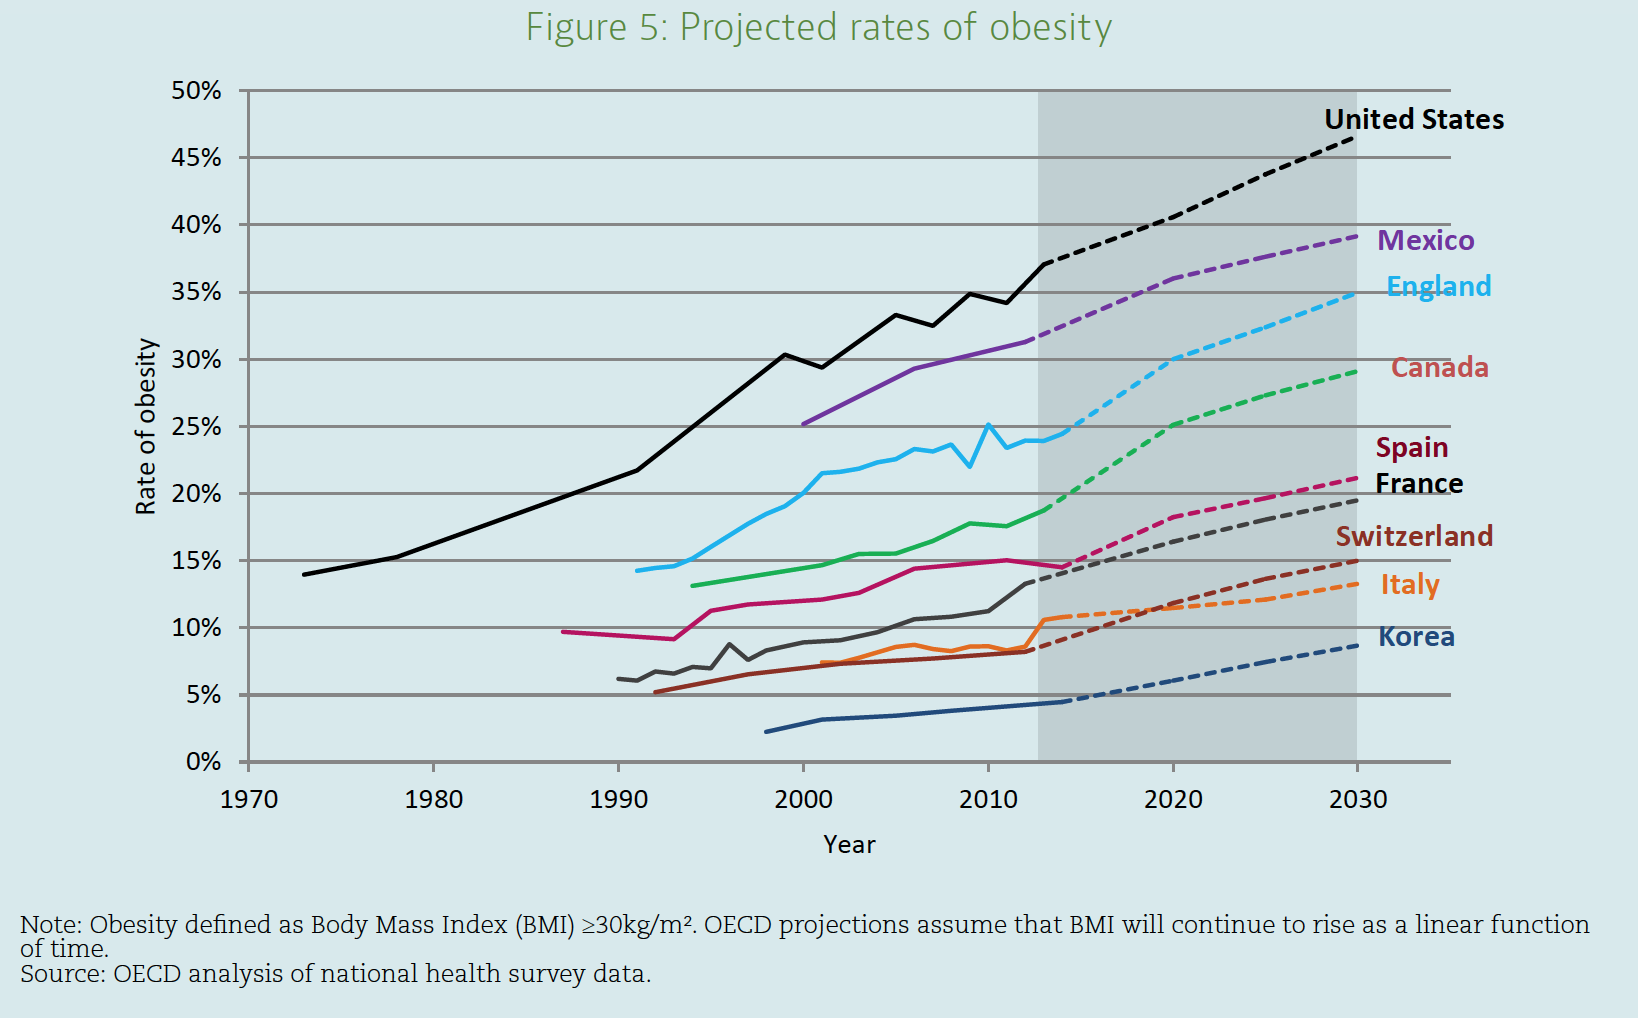 Figure 5: Projected rates of obesity
50%
United States
45%
40%
Mexico
35%
England
Rate of obesity
30%
Canada
25%
Spain
20%
France
Switzerland
15%
Italy
10%
Korea
5%
0%
1970 1980 1990 2000 2010 2020 2030
Year
Note: Obesity defined as Body Mass Index (BMI) ≥30kg/m². OECD projections assume that BMI will continue to rise as a linear function
of time.
Source: OECD analysis of national health survey data.